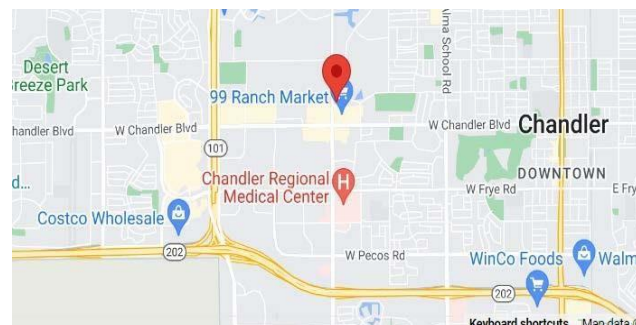 Desert
Breeze Park
Alma School Rd
99 Ranch Market
handler Blvd
W Chandler Blvd
W Chandler Blvd
Chandler
101
d...
Chandler Regional
Medical Center
H
DOWNTOWN
W Frye Rd
E Fry
Costco Wholesale
202
W Pecos Rd
WinCo Foods
Walm
202
Keyboard shortcuts
Map data